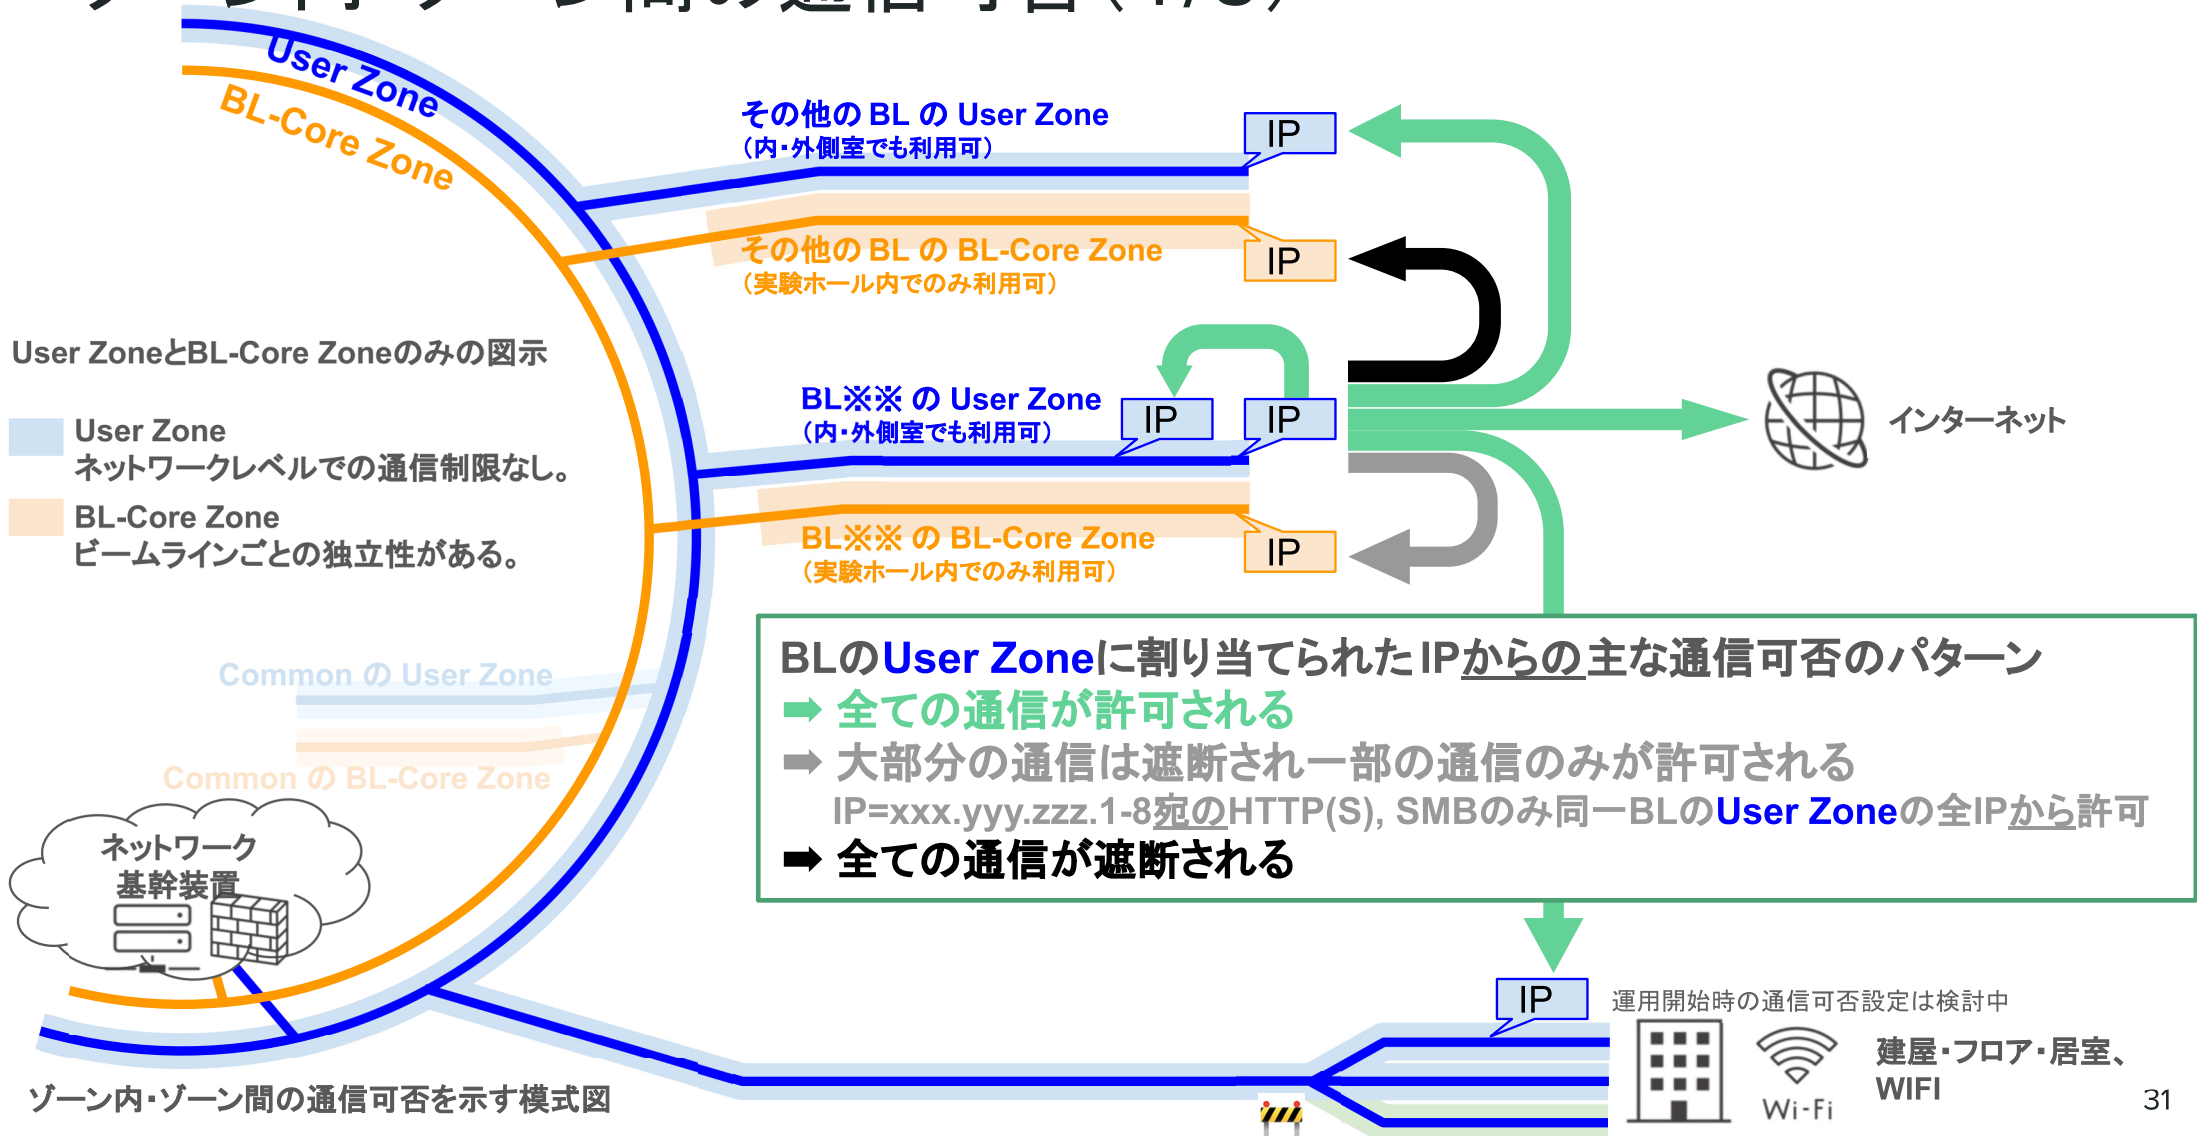 User Zone
BL-Core Zone
その他の BL の User Zone
（内・外側室でも利用可）
IP
その他の BL の BL-Core Zone
（実験ホール内でのみ利用可）
IP
User ZoneとBL-Core Zoneのみの図示
User Zone
ネットワークレベルでの通信制限なし。
BL-Core Zone
ビームラインごとの独立性がある。
BL※※ の User Zone
（内・外側室でも利用可）
IP
IP
インターネット
BL※※ の BL-Core Zone
（実験ホール内でのみ利用可）
IP
BLのUser Zoneに割り当てられたIPからの主な通信可否のパターン
➡ 全ての通信が許可される
➡ 大部分の通信は遮断され一部の通信のみが許可される
IP=xxx.yyy.zzz.1-8宛のHTTP(S), SMBのみ同一BLのUser Zoneの全IPから許可
➡ 全ての通信が遮断される
Common の User Zone
Common の BL-Core Zone
ネットワーク
基幹装置
IP
運用開始時の通信可否設定は検討中
建屋・フロア・居室、
WIFI
Wi-Fi
ゾーン内・ゾーン間の通信可否を示す模式図
31